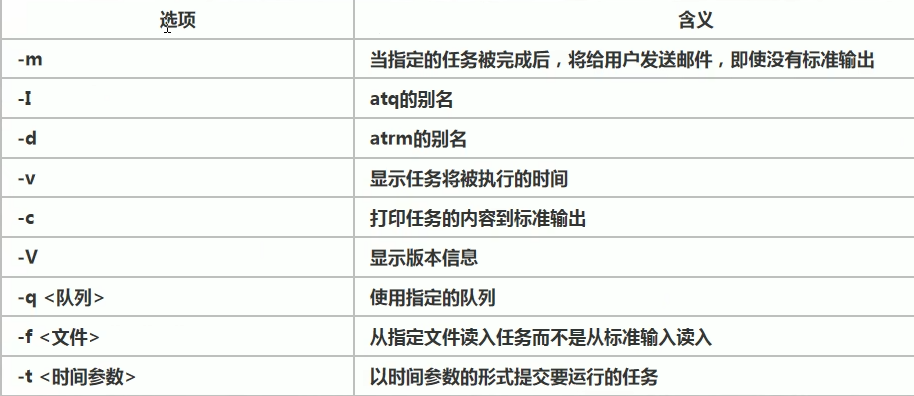 选项 含义
-m 当指定的任务被完成后，将给用户发送邮件，即使没有标准输出
-I atq的别名
-d atrm的别名
-v 显示任务将被执行的时间
-c 打印任务的内容到标准输出
-V 显示版本信息
-q <队列> 使用指定的队列
-f <文件> 从指定文件读入任务而不是从标准输入读入
-t <时间参数> 以时间参数的形式提交要运行的任务